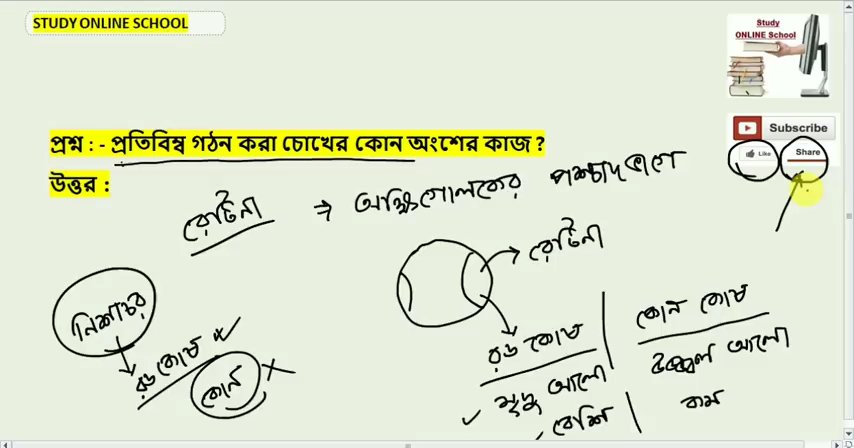 STUDY ONLINE SCHOOL
Study
ONLINE School
Subscribe
Like
Share
প্রশ্ন : - প্রতিবিম্ব গঠন করা চোখের কোন অংশের কাজ ?
উত্তর :
রেটিনা ⇒ অক্ষিগোলকের পশ্চাদভাগে
রেটিনা
নিশাচর
রড কোষ
কোন
রড কোষ
কোন কোষ
মৃদু আলো
উজ্জ্বল আলো
বেশি
কম